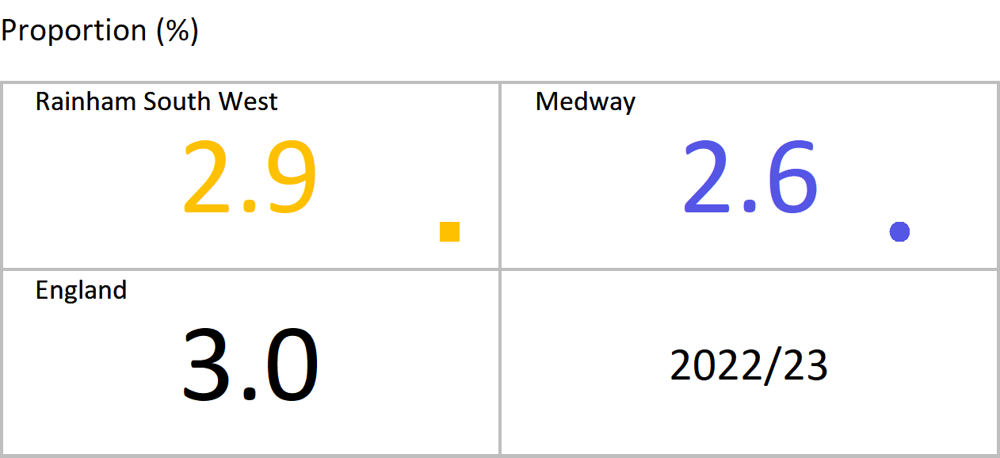 Proportion (%)
Rainham South West
2.9
Medway
2.6
England
3.0
2022/23